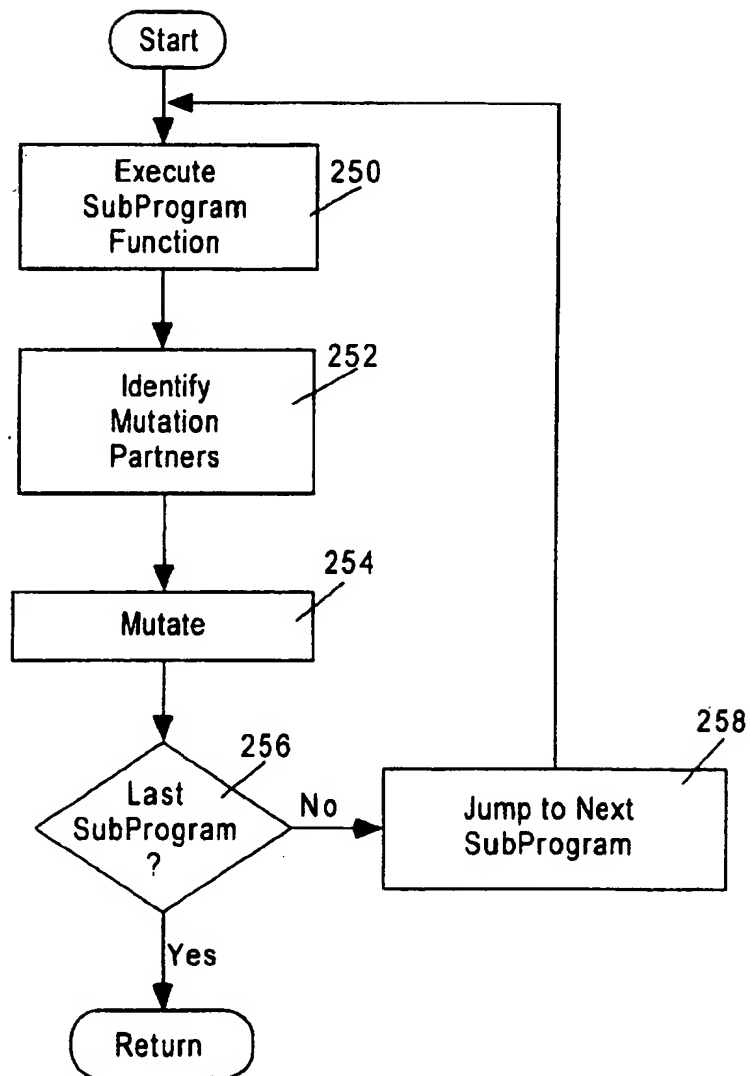 Start
Execute
SubProgram
Function
250
Identify
Mutation
Partners
252
Mutate
254
Last
SubProgram
?
256
No
Jump to Next
SubProgram
258
Yes
Return